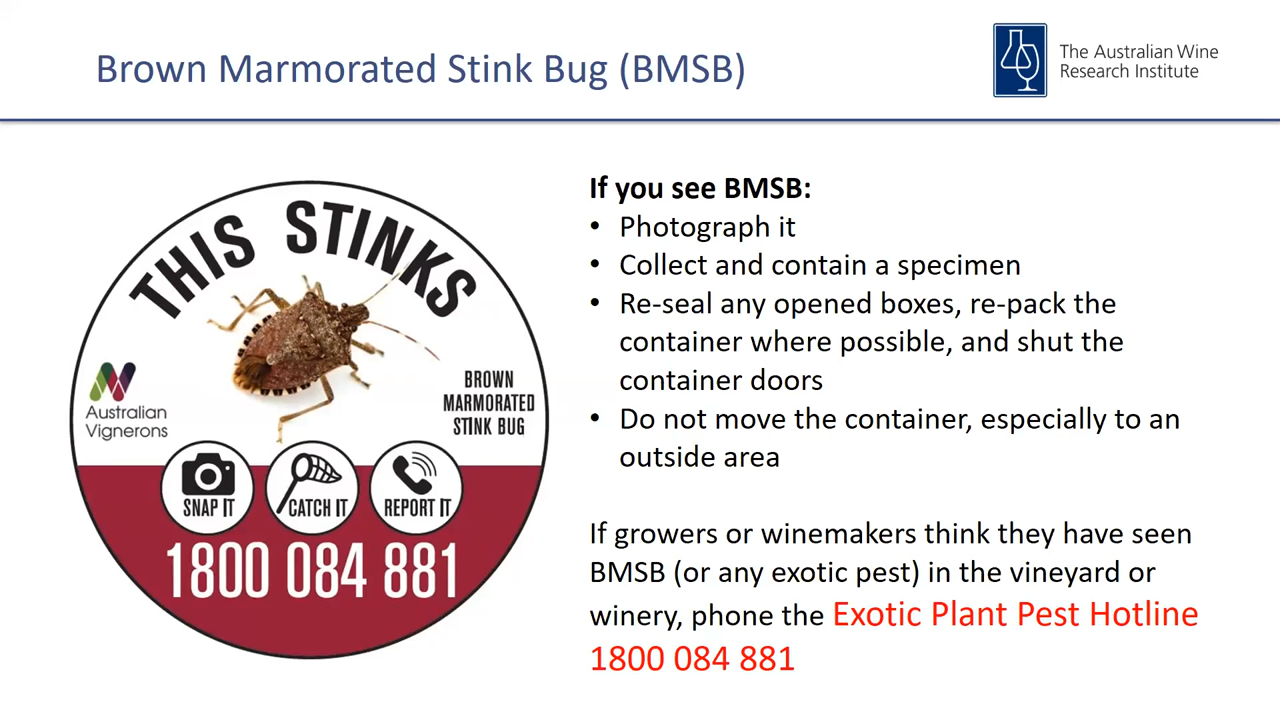 Brown Marmorated Stink Bug (BMSB)
The Australian Wine
Research Institute
THIS STINKS
Australian
Vignerons
BROWN
MARMORATED
STINK BUG
SNAP IT
CATCH IT
REPORT IT
1800 084 881
If you see BMSB:
• Photograph it
• Collect and contain a specimen
• Re-seal any opened boxes, re-pack the
container where possible, and shut the
container doors
• Do not move the container, especially to an
outside area
If growers or winemakers think they have seen
BMSB (or any exotic pest) in the vineyard or
winery, phone the Exotic Plant Pest Hotline
1800 084 881